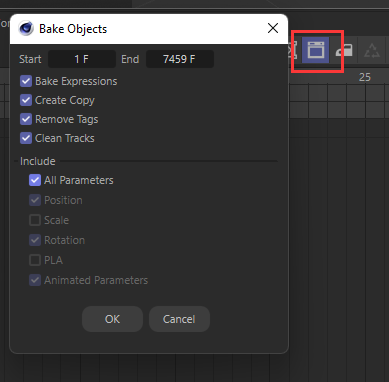 Bake Objects
Start 1 F End 7459 F
Bake Expressions
Create Copy
Remove Tags
Clean Tracks
Include
All Parameters
Position
Scale
Rotation
PLA
Animated Parameters
OK Cancel
25